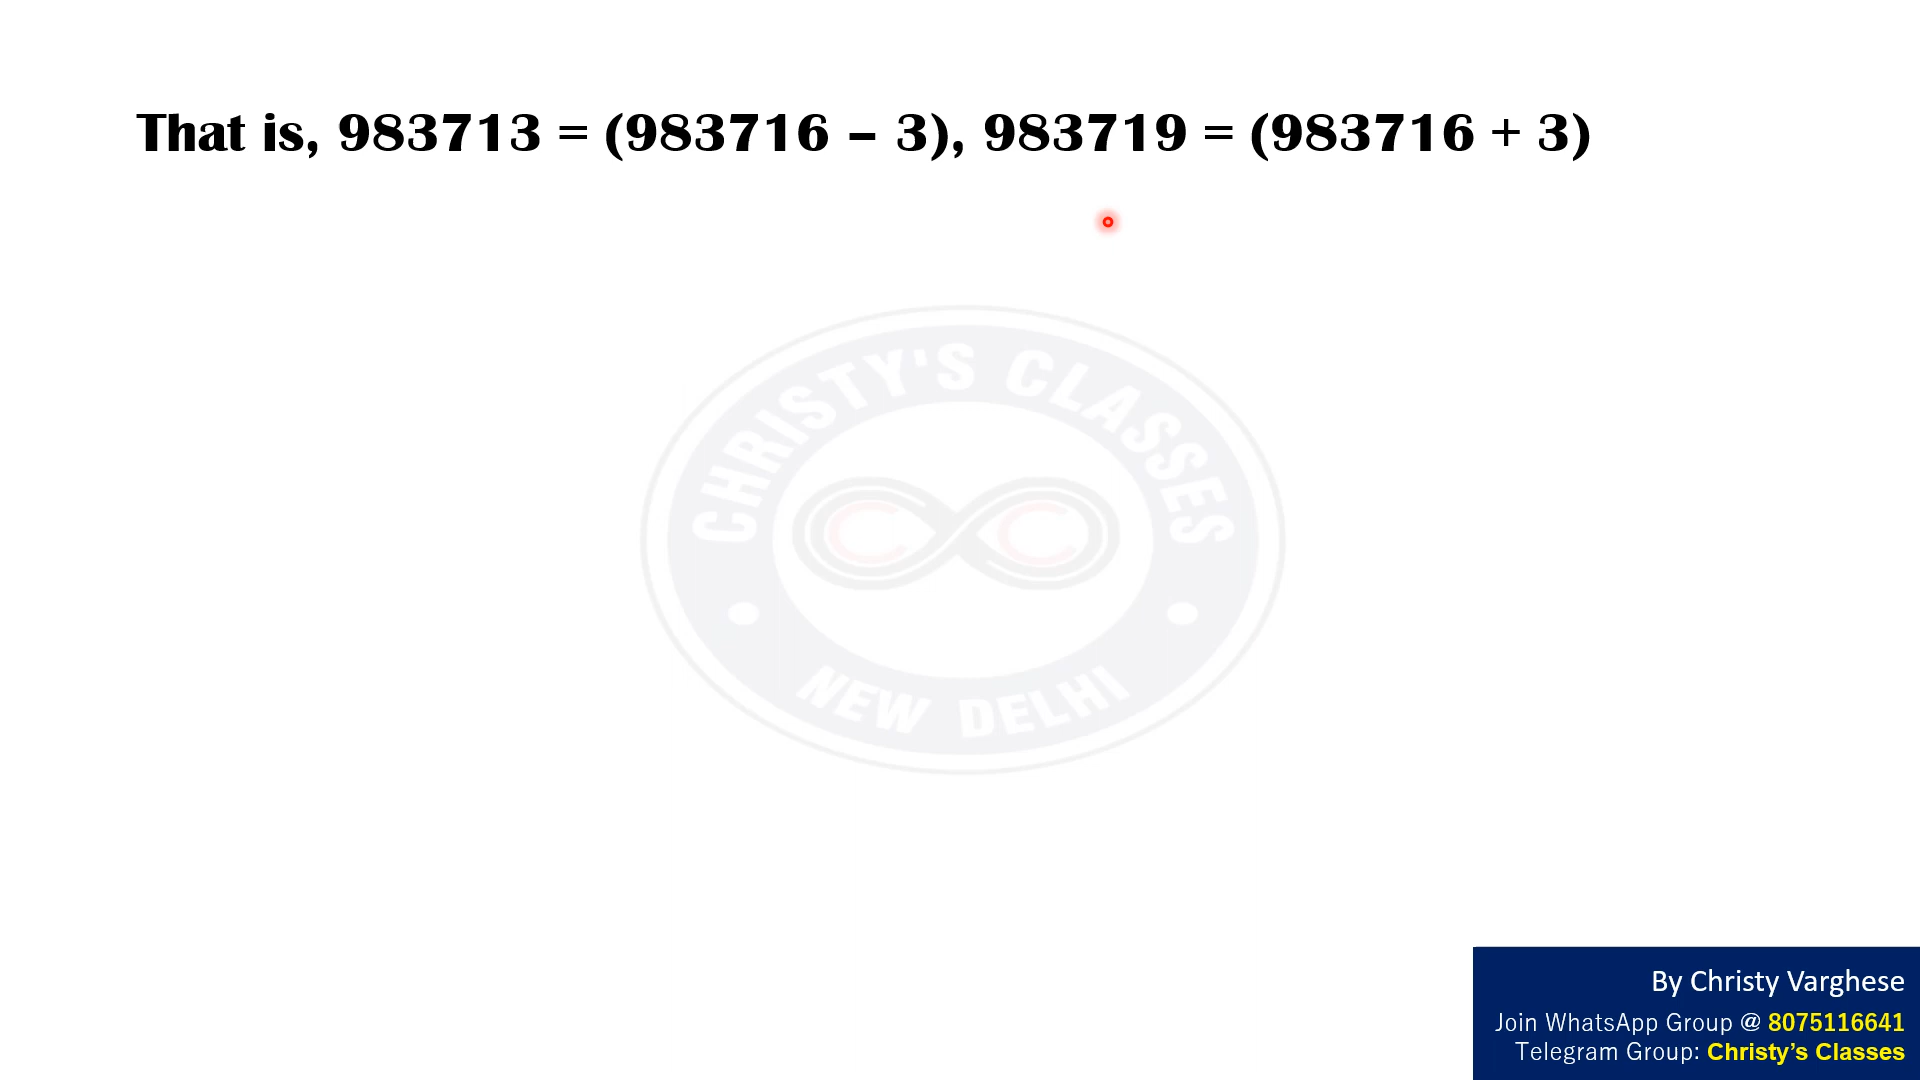 That is, 983713 = (983716 – 3), 983719 = (983716 + 3)
CHRISTY'S CLASSES
NEW DELHI
By Christy Varghese
Join WhatsApp Group @ 8075116641
Telegram Group: Christy’s Classes